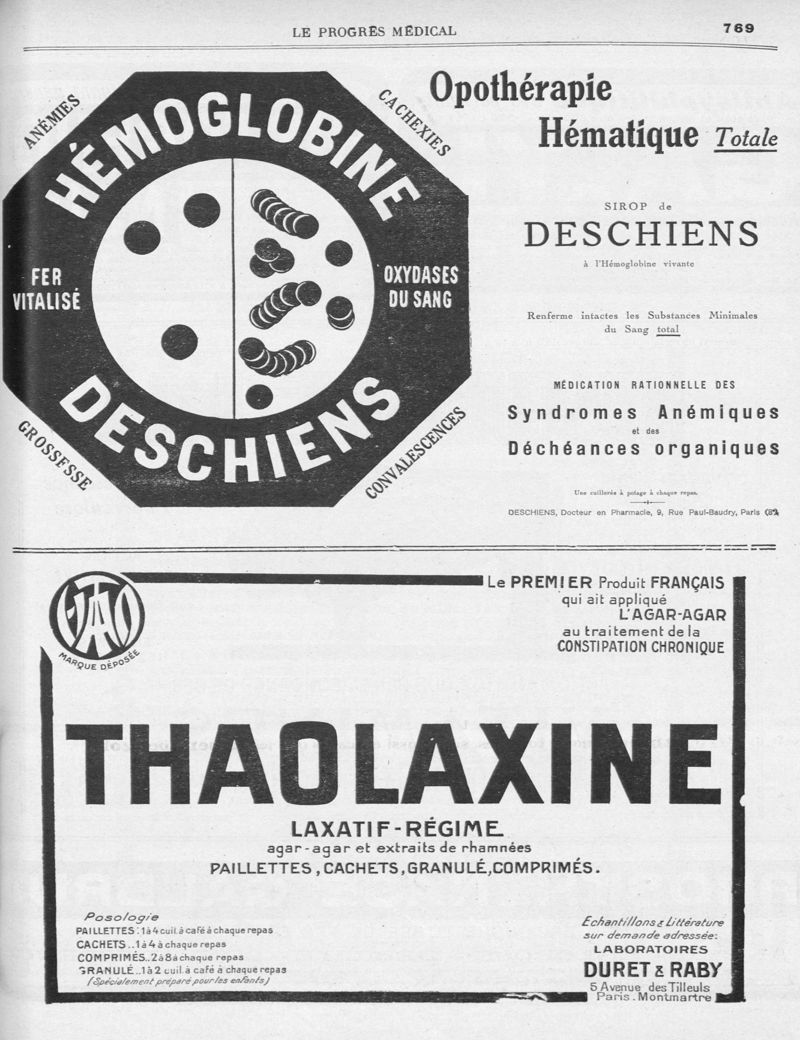 LE PROGRÈS MÉDICAL
769
ANÉMIES
CACHEXIES
HÉMOGLOBINE
FER
VITALISÉ
OXYDASES
DU SANG
DESCHIENS
GROSSESSE
CONVALESCENCES
Opothérapie
Hématique Totale
SIROP de
DESCHIENS
à l'Hémoglobine vivante
Renferme intactes les Substances Minimales
du Sang total
MÉDICATION RATIONNELLE DES
Syndromes Anémiques
et des
Déchéances organiques
Une cuillerée à potage à chaque repas.
DESCHIENS, Docteur en Pharmacie, 9, Rue Paul-Baudry, Paris (8e)
THAO
MARQUE DÉPOSÉE
Le PREMIER Produit FRANÇAIS
qui ait appliqué
L'AGAR-AGAR
au traitement de la
CONSTIPATION CHRONIQUE
THAOLAXINE
LAXATIF-RÉGIME
agar-agar et extraits de rhamnées
PAILLETTES, CACHETS, GRANULÉ, COMPRIMÉS.
Posologie
PAILLETTES: 1 à 4 cuil. à café à chaque repas
CACHETS..1 à 4 à chaque repas
COMPRIMÉS..2 à 8 à chaque repas
GRANULÉ..1 à 2 cuil. à café à chaque repas
(Spécialement préparé pour les enfants)
Echantillons & Littérature
sur demande adressée:
LABORATOIRES
DURET & RABY
5 Avenue des Tilleuls
Paris. Montmartre